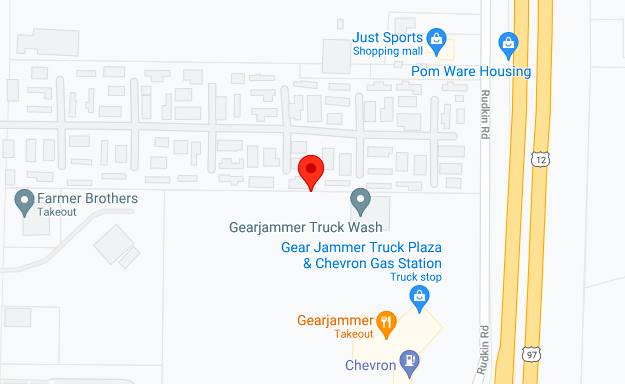 Just Sports
Shopping mall
Pom Ware Housing
Rudkin Rd
12
Farmer Brothers
Takeout
Gearjammer Truck Wash
Gear Jammer Truck Plaza
& Chevron Gas Station
Truck stop
Gearjammer
Takeout
Chevron
Rudkin Rd
97